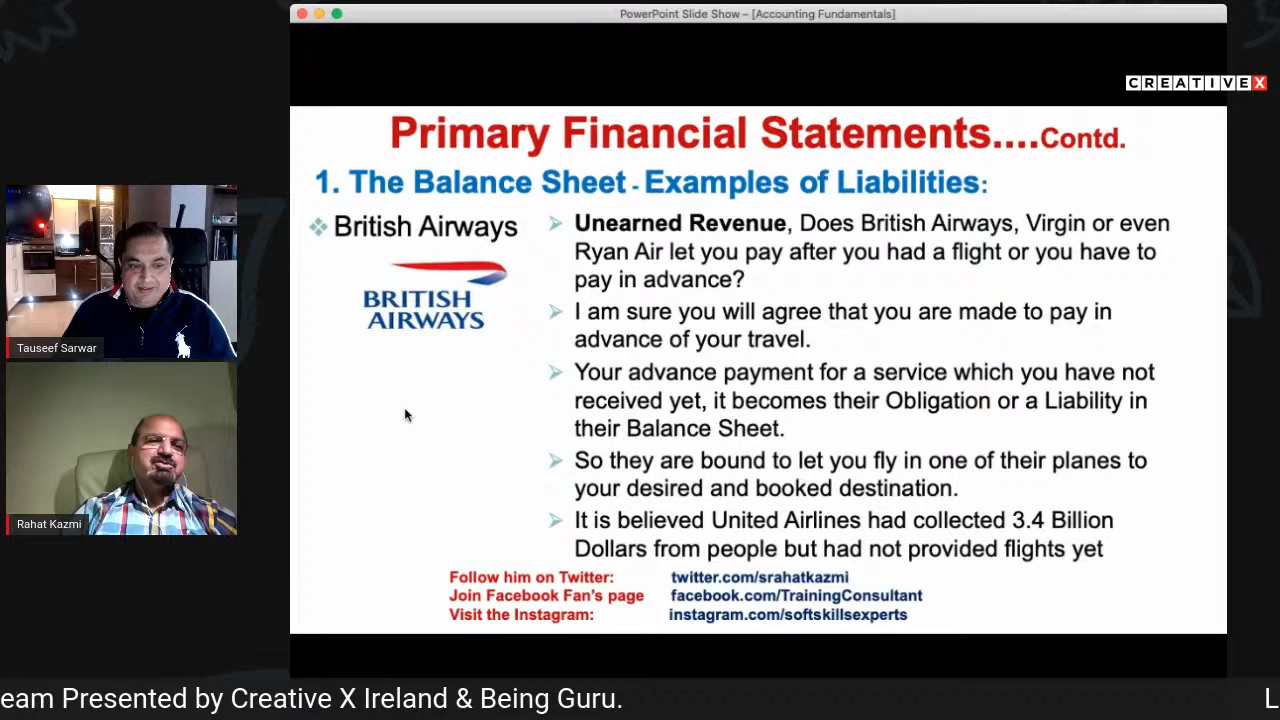 PowerPoint Slide Show – [Accounting Fundamentals]
CREATIVEX
Primary Financial Statements....Contd.
1. The Balance Sheet - Examples of Liabilities:
British Airways
BRITISH
AIRWAYS
Unearned Revenue, Does British Airways, Virgin or even
Ryan Air let you pay after you had a flight or you have to
pay in advance?
I am sure you will agree that you are made to pay in
advance of your travel.
Your advance payment for a service which you have not
received yet, it becomes their Obligation or a Liability in
their Balance Sheet.
So they are bound to let you fly in one of their planes to
your desired and booked destination.
It is believed United Airlines had collected 3.4 Billion
Dollars from people but had not provided flights yet
Follow him on Twitter: twitter.com/srahatkazmi
Join Facebook Fan's page facebook.com/TrainingConsultant
Visit the Instagram: instagram.com/softskillsexperts
Tauseef Sarwar
Rahat Kazmi
eam Presented by Creative X Ireland & Being Guru. L